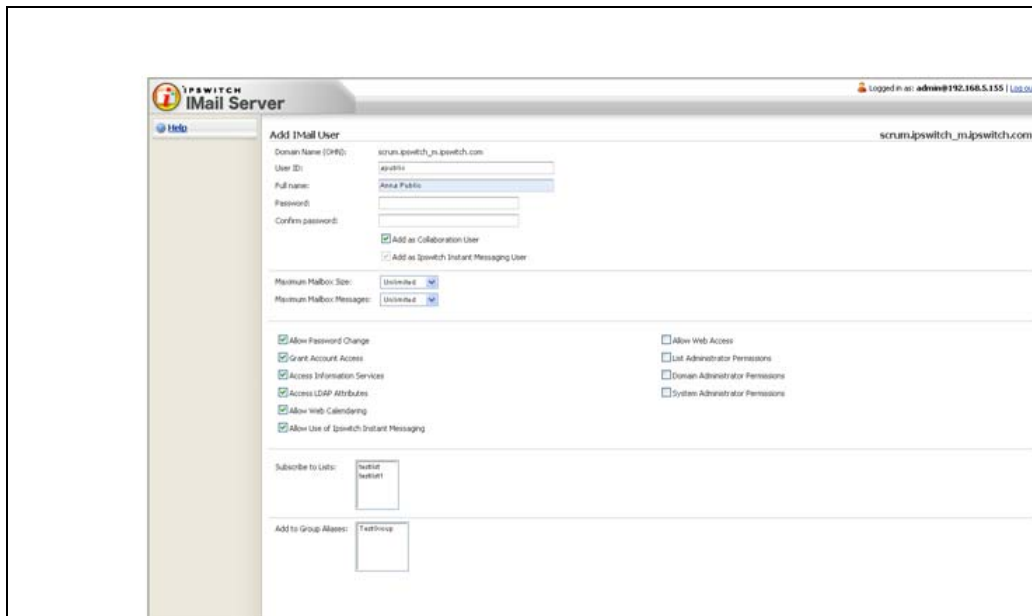 IPSWITCH
IMail Server
Logged in as: admin@192.168.5.155 | Log ou
Help
Add IMail User
scrum.ipswitch_m.ipswitch.com
Domain Name (OHN): scrum.ipswitch_m.ipswitch.com
User ID: apublic
Full name: Anna Public
Password:
Confirm password:
Add as Collaboration User
Add as Ipswitch Instant Messaging User
Maximum Mailbox Size: Unlimited
Maximum Mailbox Messages: Unlimited
Allow Password Change
Allow Web Access
Grant Account Access
List Administrator Permissions
Access Information Services
Domain Administrator Permissions
Access LDAP Attributes
System Administrator Permissions
Allow Web Calendaring
Allow Use of Ipswitch Instant Messaging
Subscribe to Lists: testlist
testlist1
Add to Group Aliases: TestGroup